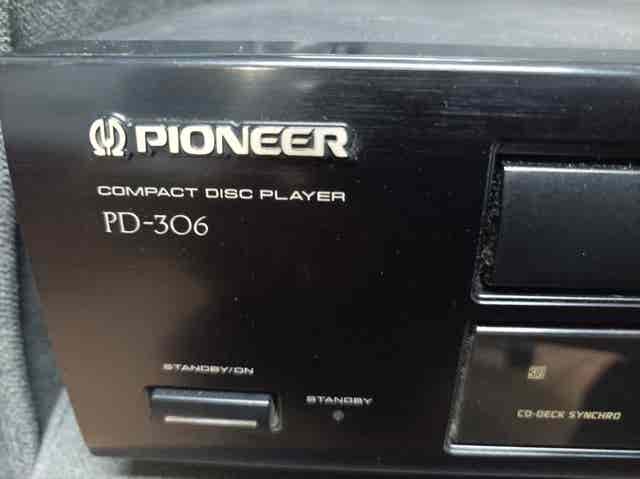 PIONEER
COMPACT DISC PLAYER
PD-306
STANDBY/ON
STANDBY
CD-DECK SYNCHRO